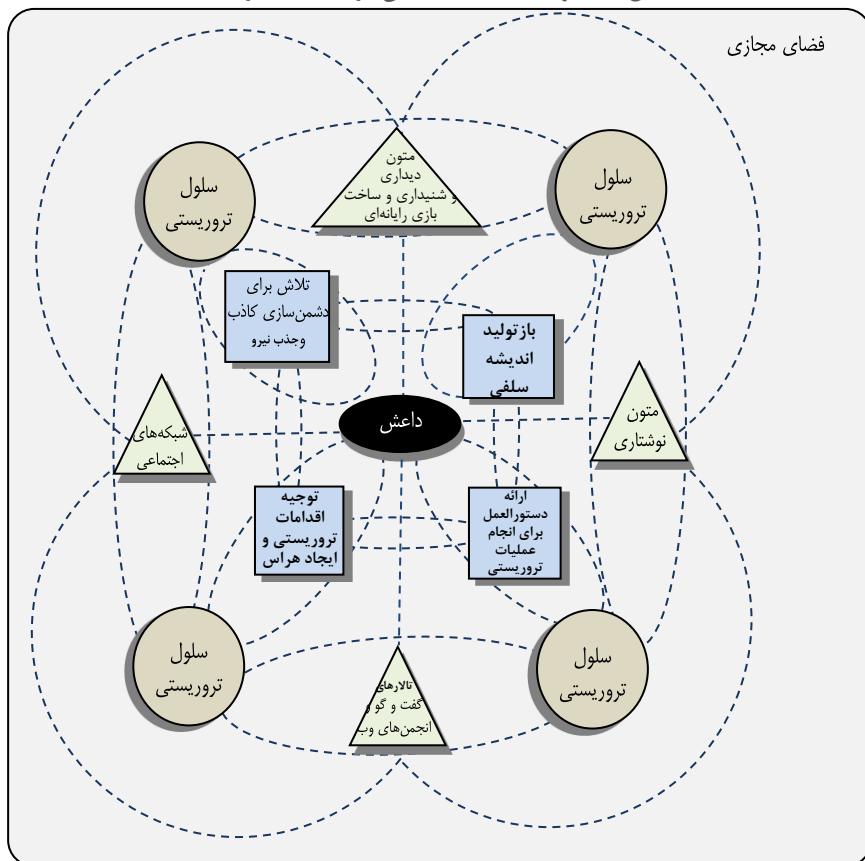 فضای مجازی
متون
دیداری
و شنیداری و ساخت
بازی رایانه‌ای
سلول
تروریستی
سلول
تروریستی
تلاش برای
دشمن‌سازی کاذب
وجذب نیرو
بازتولید
اندیشه
سلفی
داعش
متون
نوشتاری
شبکه‌های
اجتماعی
ارائه
دستورالعمل
برای انجام
عملیات
تروریستی
توجیه
اقدامات
تروریستی و
ایجاد هراس
سلول
تروریستی
سلول
تروریستی
تالارهای
گفت و گو و
انجمن‌های وب